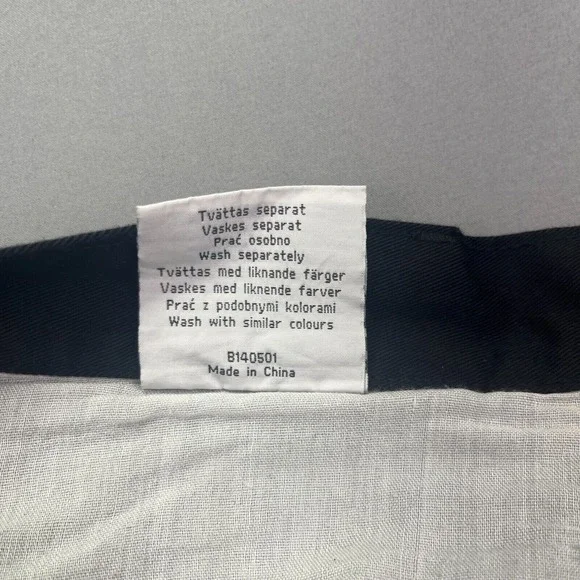 Tvättas separat
Vaskes separat
Prać osobno
Wash separately
Tvättas med liknande färger
Vaskes med liknende farver
Prać z podobnymi kolorami
Wash with similar colours
B140501
Made in China